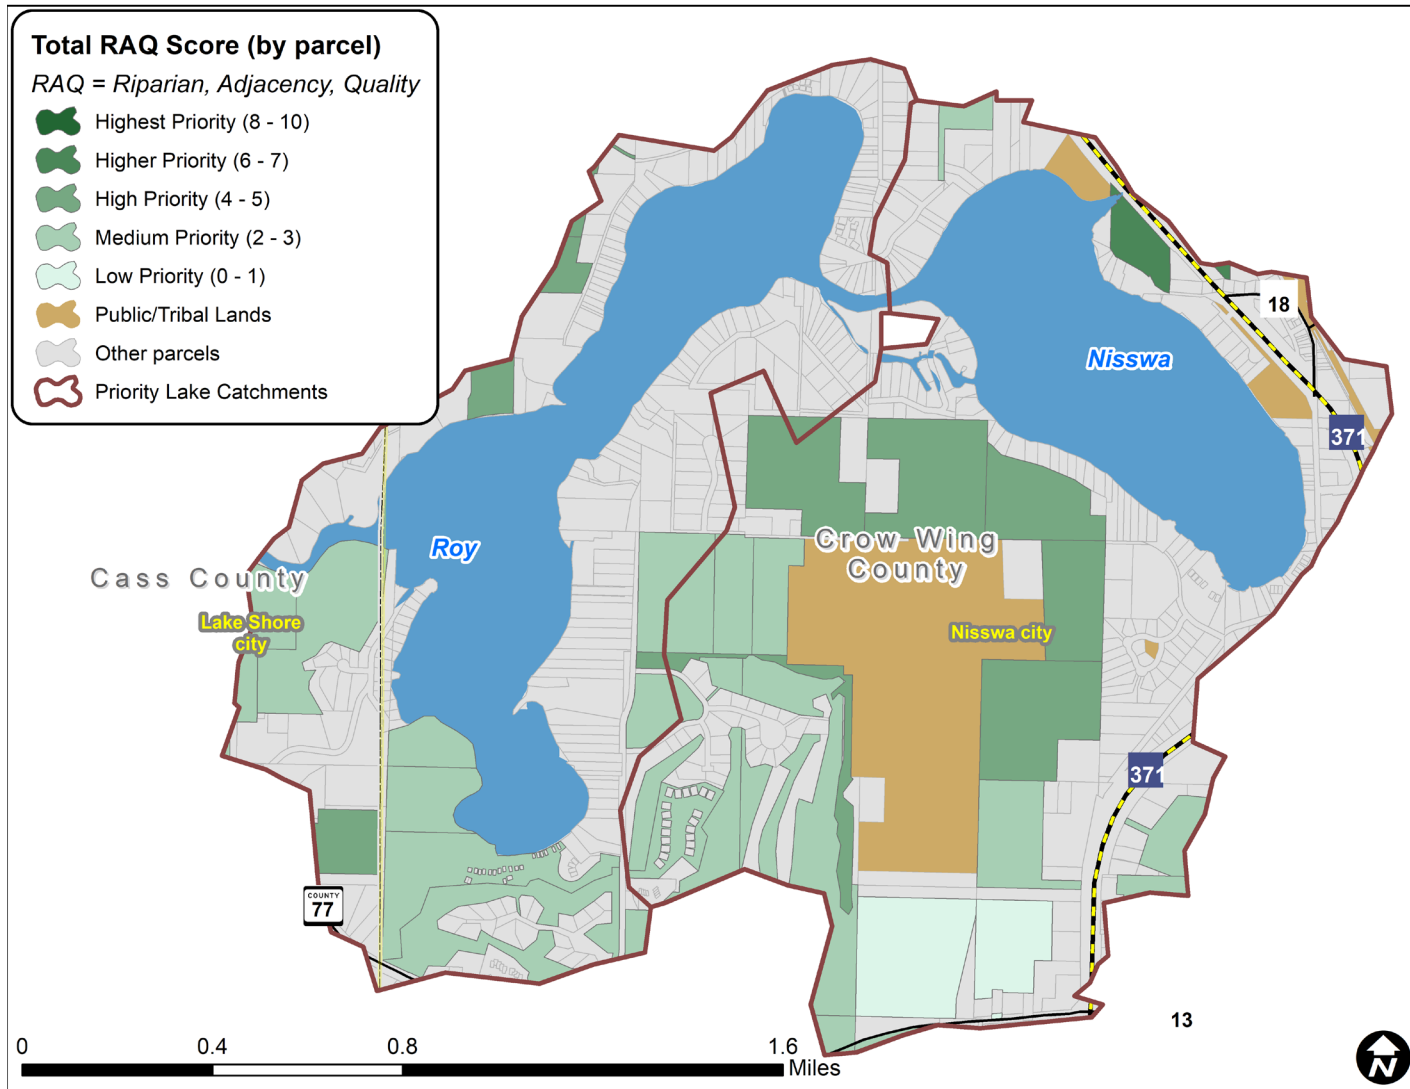 Total RAQ Score (by parcel)
RAQ = Riparian, Adjacency, Quality
Highest Priority (8 - 10)
Higher Priority (6 - 7)
High Priority (4 - 5)
Medium Priority (2 - 3)
Low Priority (0 - 1)
Public/Tribal Lands
Other parcels
Priority Lake Catchments
18
Nisswa
371
Roy
Crow Wing
County
Cass County
Lake Shore
city
Nisswa city
371
COUNTY
77
13
0 0.4 0.8 1.6
Miles
N